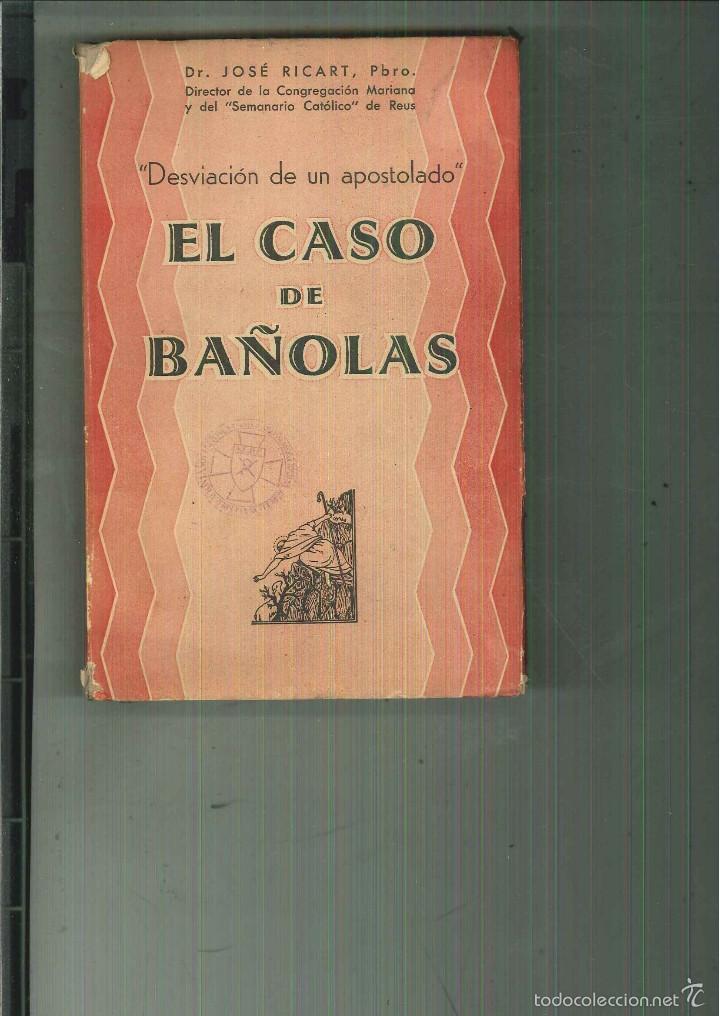 Dr. JOSÉ RICART, Pbro.
Director de la Congregación Mariana
y del "Semanario Católico" de Reus
"Desviación de un apostolado"
EL CASO
DE
BAÑOLAS
todocoleccion.net